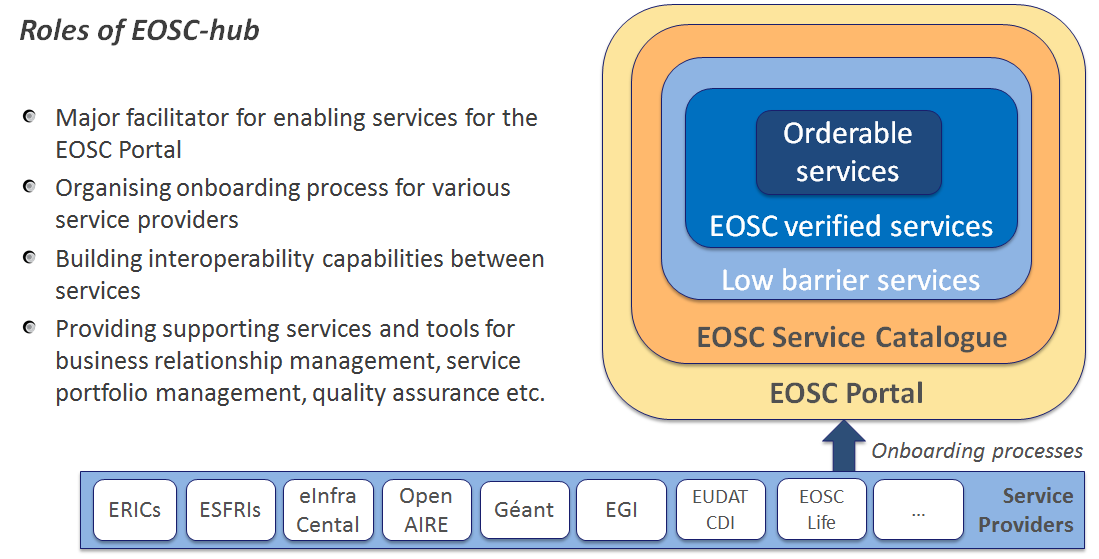 Roles of EOSC-hub
Major facilitator for enabling services for the
EOSC Portal
Organising onboarding process for various
service providers
Building interoperability capabilities between
services
Providing supporting services and tools for
business relationship management, service
portfolio management, quality assurance etc.
Orderable
services
EOSC verified services
Low barrier services
EOSC Service Catalogue
EOSC Portal
Onboarding processes
ERICs
ESFRIs
eInfra
Cental
Open
AIRE
Géant
EGI
EUDAT
CDI
EOSC
Life
...
Service
Providers